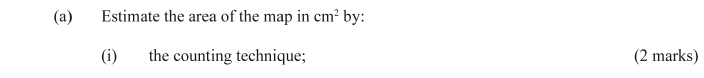 (a) Estimate the area of the map in cm² by:
(i) the counting technique; (2 marks)